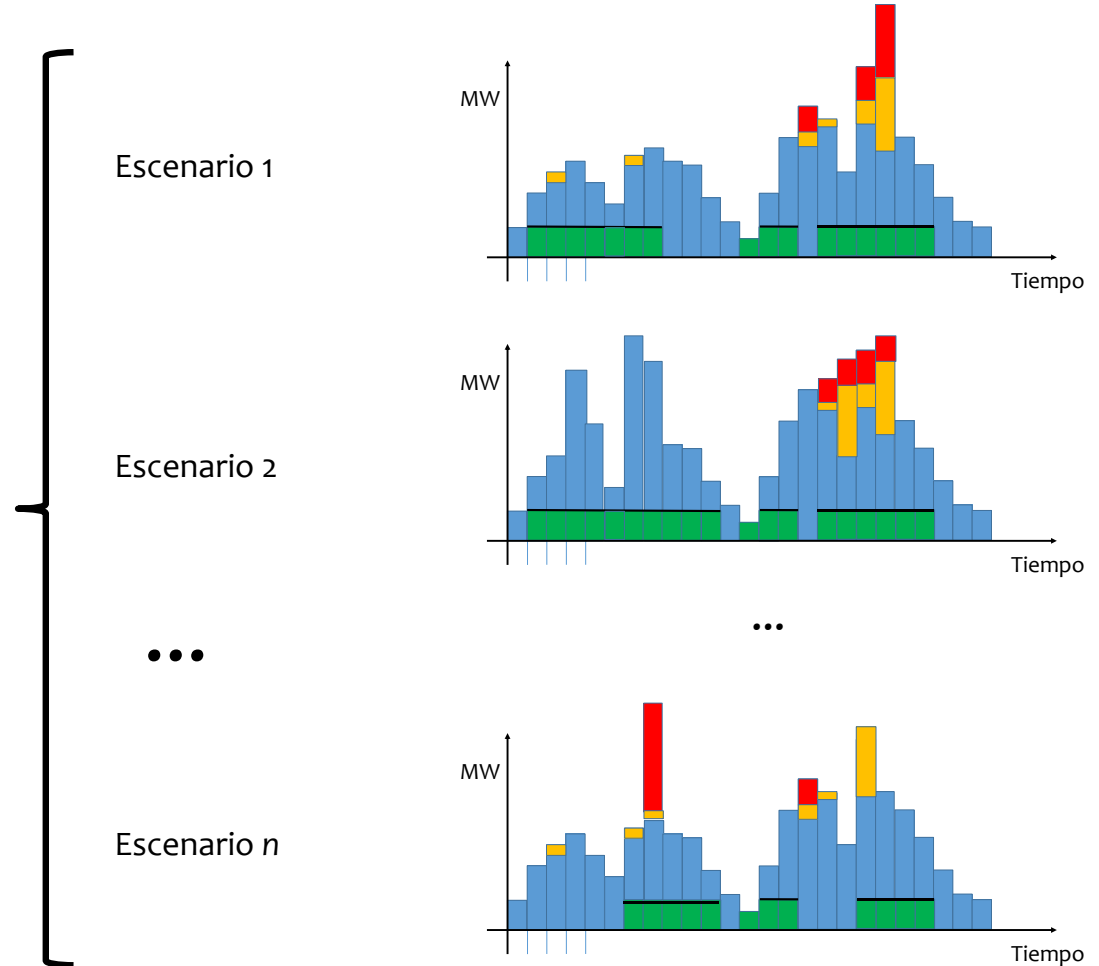 MW
Escenario 1
Tiempo
MW
Escenario 2
Tiempo
...
...
MW
Escenario n
Tiempo